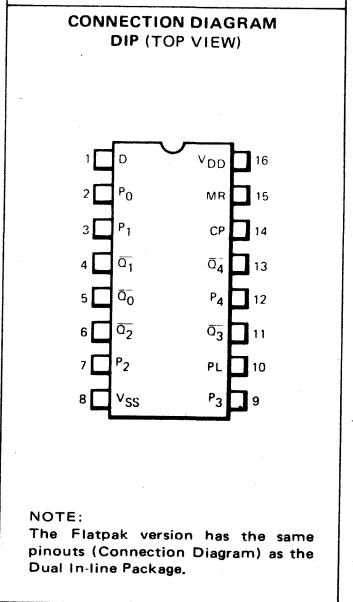 CONNECTION DIAGRAM
DIP (TOP VIEW)
1 D VDD 16
2 P0 MR 15
3 P1 CP 14
4 Q̅1 Q̅4 13
5 Q̅0 P4 12
6 Q̅2 Q̅3 11
7 P2 PL 10
8 VSS P3 9
NOTE:
The Flatpak version has the same
pinouts (Connection Diagram) as the
Dual In-line Package.